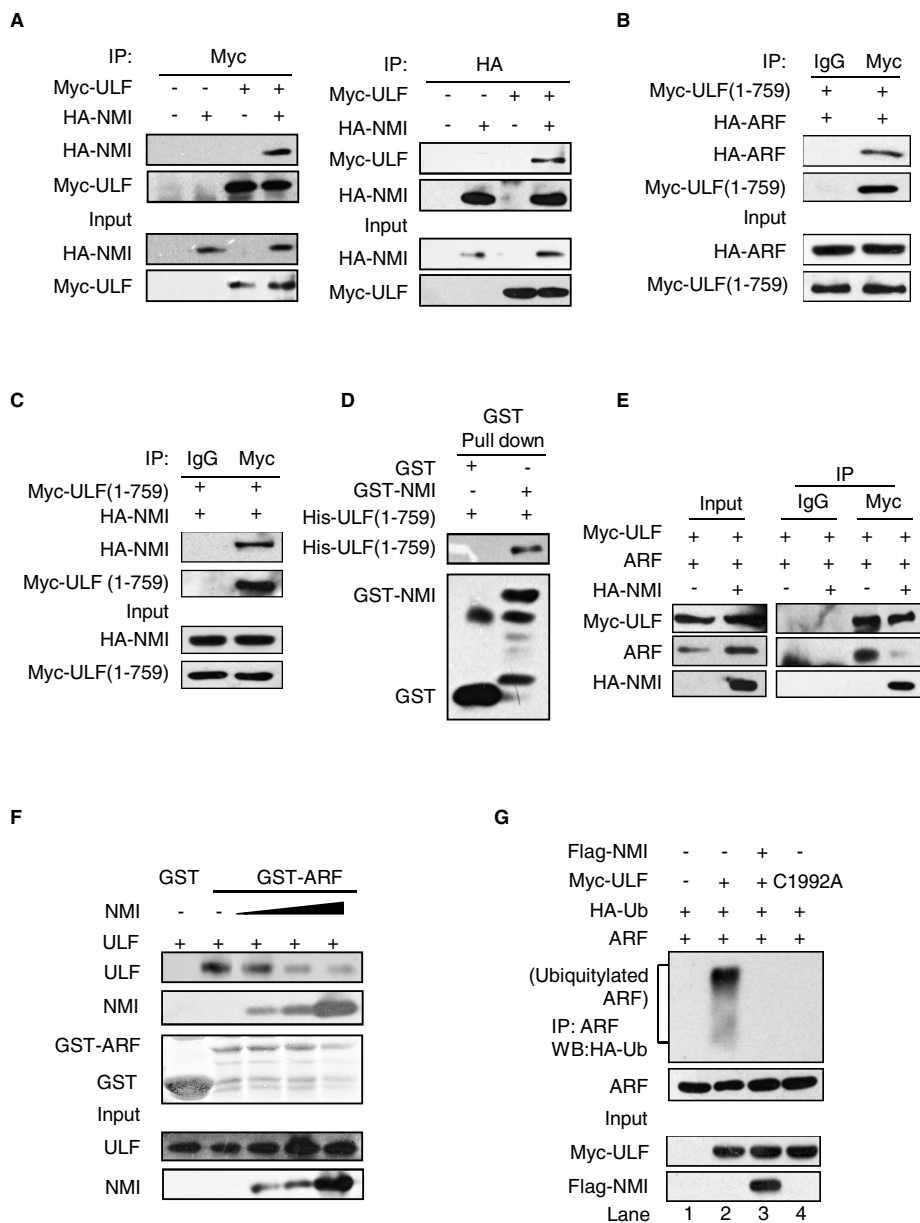 A
IP: Myc
Myc-ULF - - + +
HA-NMI - + - +
HA-NMI
Myc-ULF
Input
HA-NMI
Myc-ULF
IP: HA
Myc-ULF - - + +
HA-NMI - + - +
Myc-ULF
HA-NMI
Input
HA-NMI
Myc-ULF
B
IP: IgG Myc
Myc-ULF(1-759) + +
HA-ARF + +
HA-ARF
Myc-ULF(1-759)
Input
HA-ARF
Myc-ULF(1-759)
C
IP: IgG Myc
Myc-ULF(1-759) + +
HA-NMI + +
HA-NMI
Myc-ULF (1-759)
Input
HA-NMI
Myc-ULF(1-759)
D
GST
Pull down
GST + -
GST-NMI - +
His-ULF(1-759) + +
His-ULF(1-759)
GST-NMI
GST
E
IP
Input IgG Myc
Myc-ULF + + + + + +
ARF + + + + + +
HA-NMI - + - + - +
Myc-ULF
ARF
HA-NMI
F
GST GST-ARF
NMI - -
ULF + + + + +
ULF
NMI
GST-ARF
GST
Input
ULF
NMI
G
Flag-NMI - - + -
Myc-ULF - + + C1992A
HA-Ub + + + +
ARF + + + +
(Ubiquitylated
ARF)
IP: ARF
WB:HA-Ub
ARF
Input
Myc-ULF
Flag-NMI
Lane 1 2 3 4